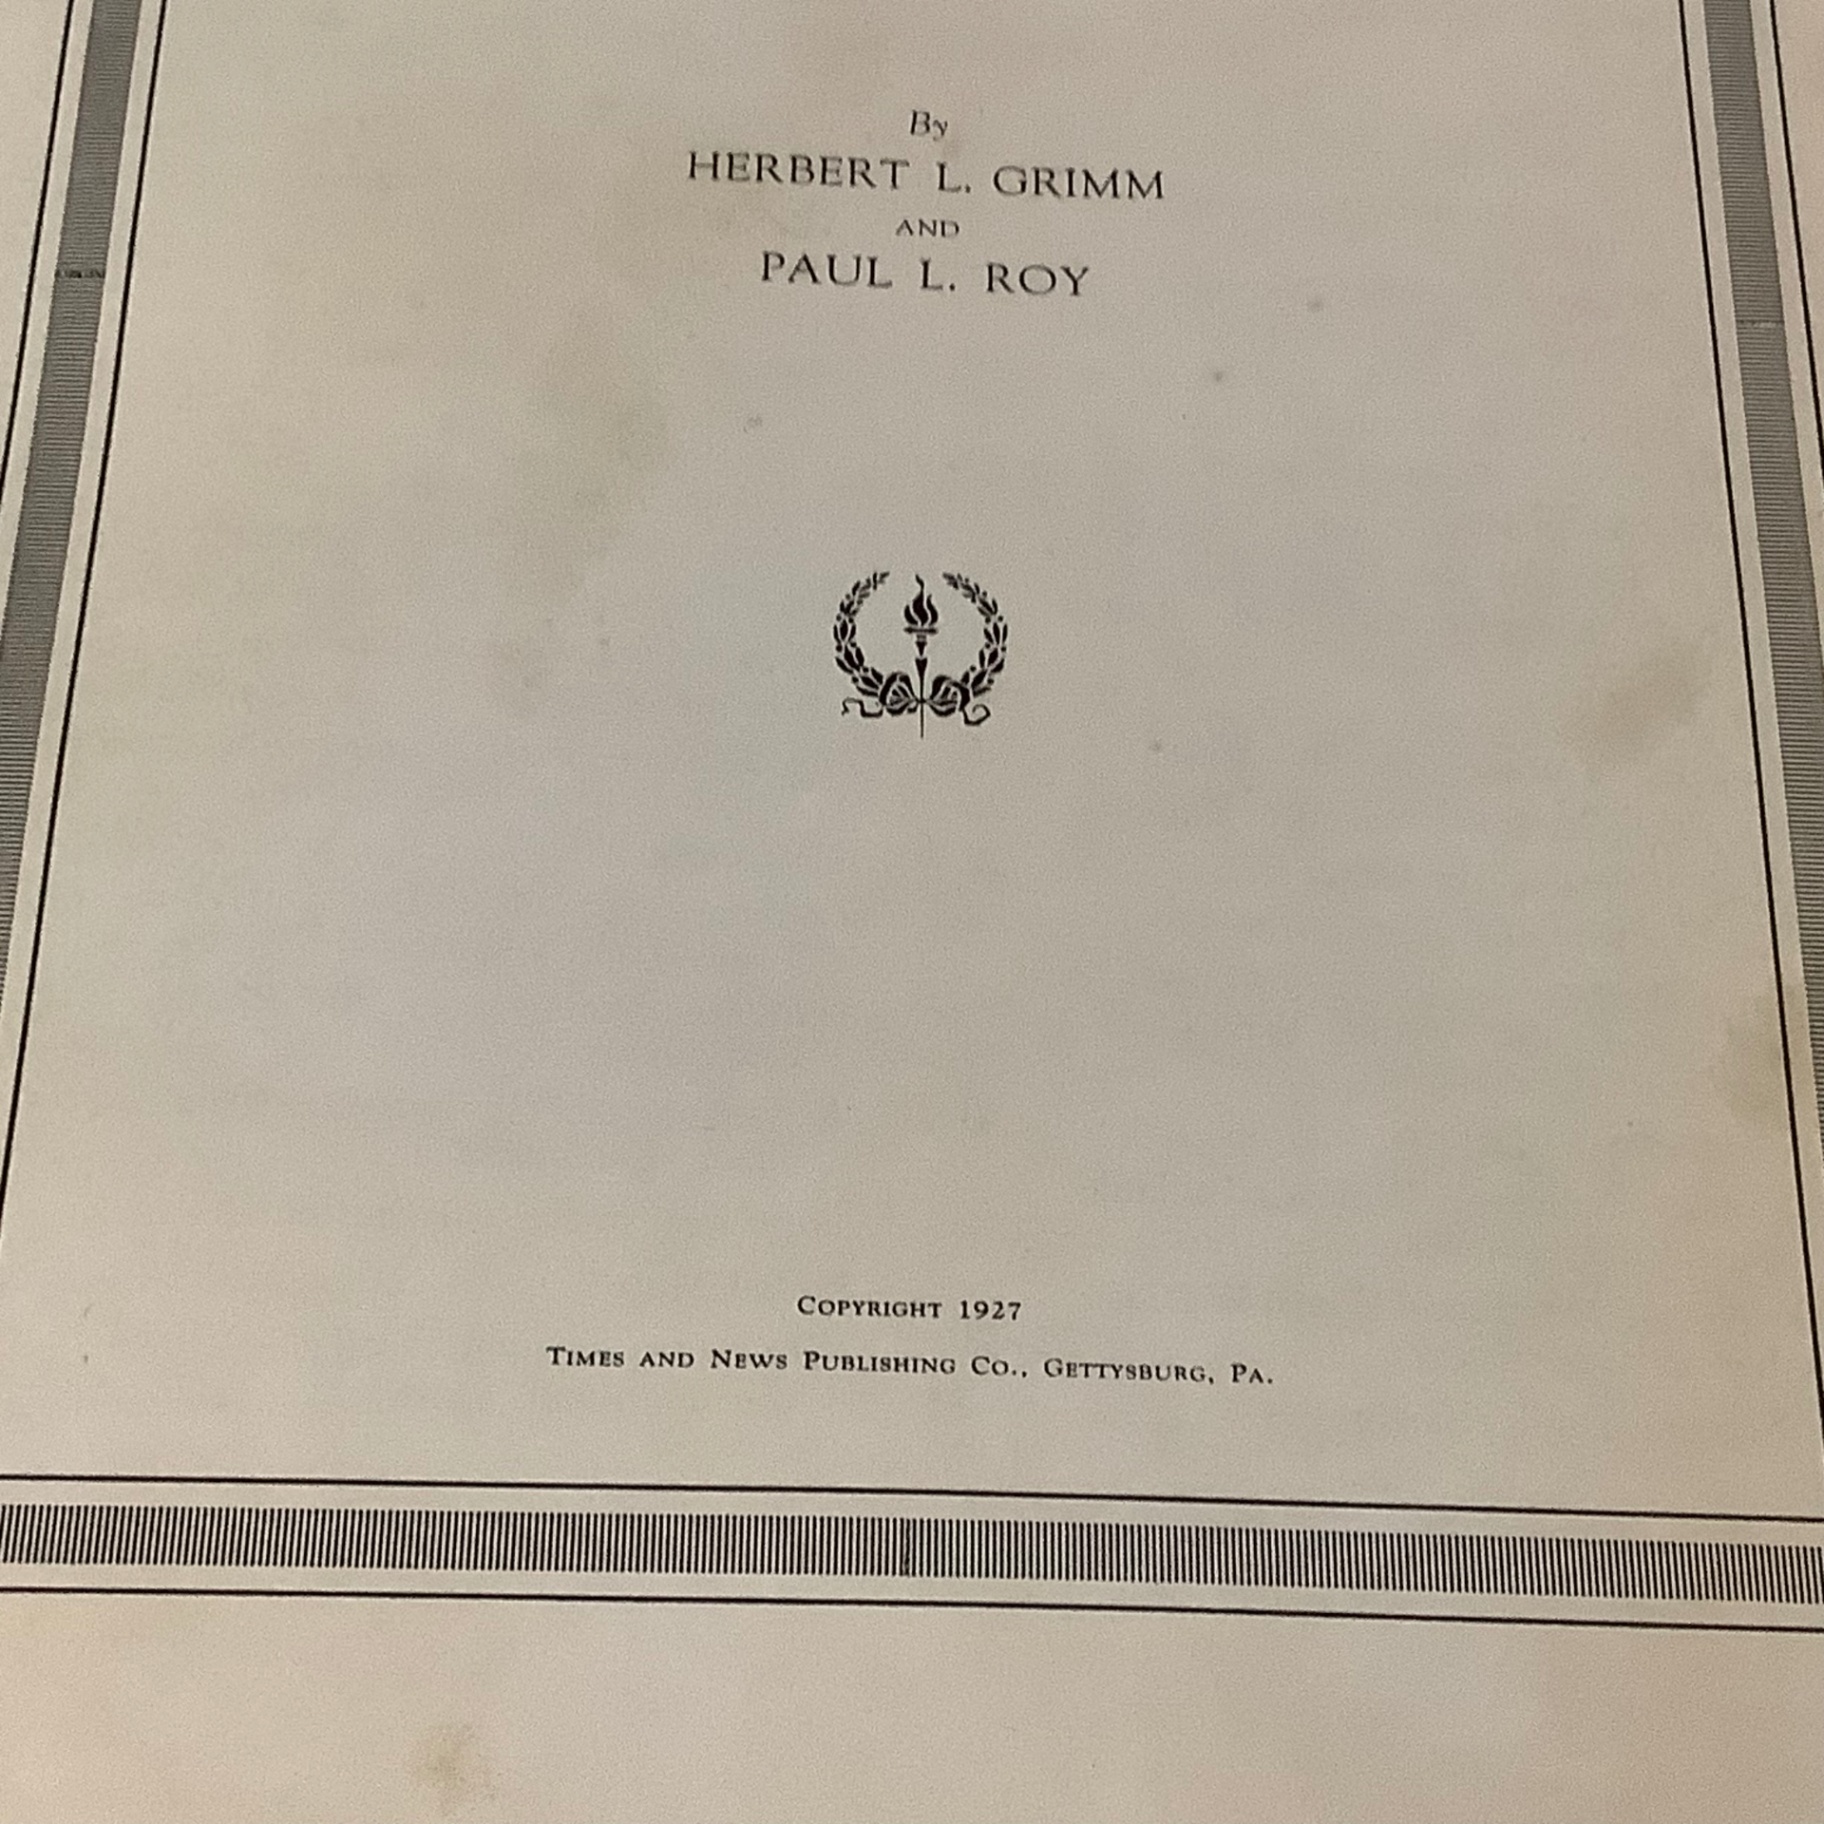 By
HERBERT L. GRIMM
AND
PAUL L. ROY
COPYRIGHT 1927
TIMES AND NEWS PUBLISHING CO., GETTYSBURG, PA.